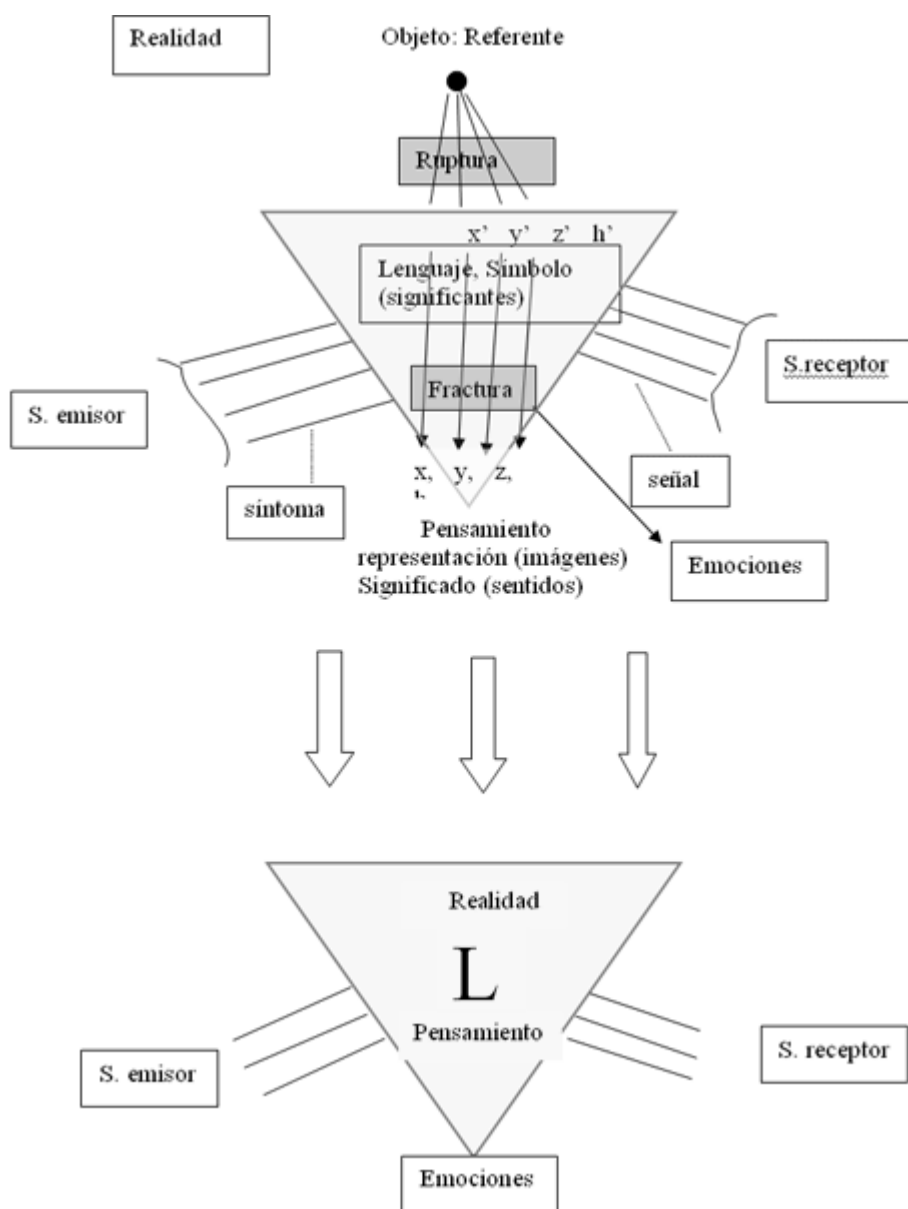 Realidad
Objeto: Referente
Ruptura
x’ y’ z’ h’
Lenguaje, Símbolo
(significantes)
S.receptor
Fractura
S. emisor
x, y, z,
señal
síntoma
Pensamiento
representación (imágenes)
Significado (sentidos)
Emociones
Realidad
L
Pensamiento
S. emisor
S. receptor
Emociones